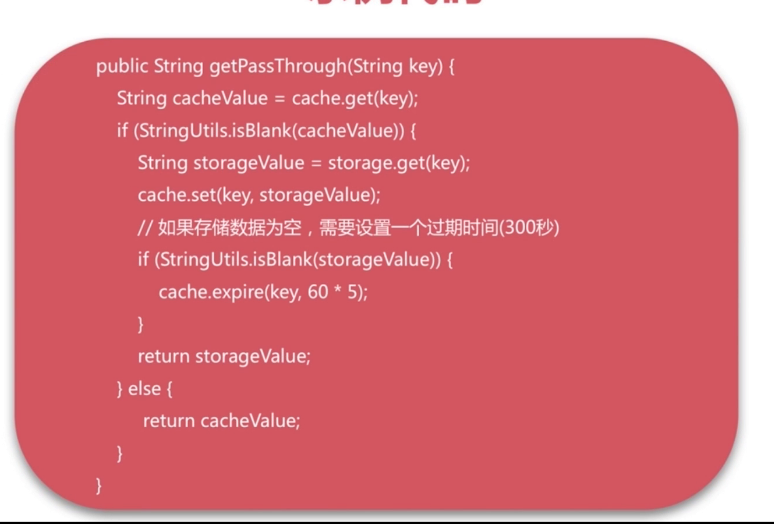 public String getPassThrough(String key) {
String cacheValue = cache.get(key);
if (StringUtils.isBlank(cacheValue)) {
String storageValue = storage.get(key);
cache.set(key, storageValue);
// 如果存储数据为空，需要设置一个过期时间(300秒)
if (StringUtils.isBlank(storageValue)) {
cache.expire(key, 60 * 5);
}
return storageValue;
} else {
return cacheValue;
}
}